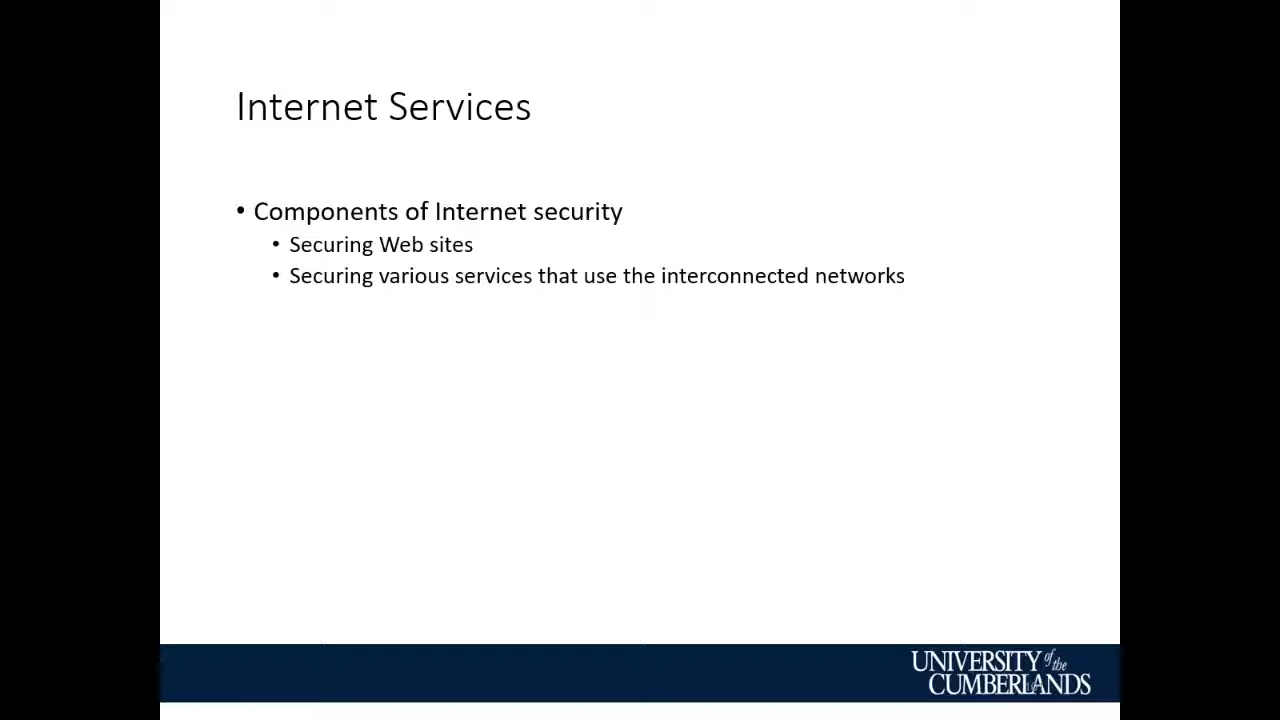 Internet Services
• Components of Internet security
• Securing Web sites
• Securing various services that use the interconnected networks
UNIVERSITY of the
CUMBERLANDS